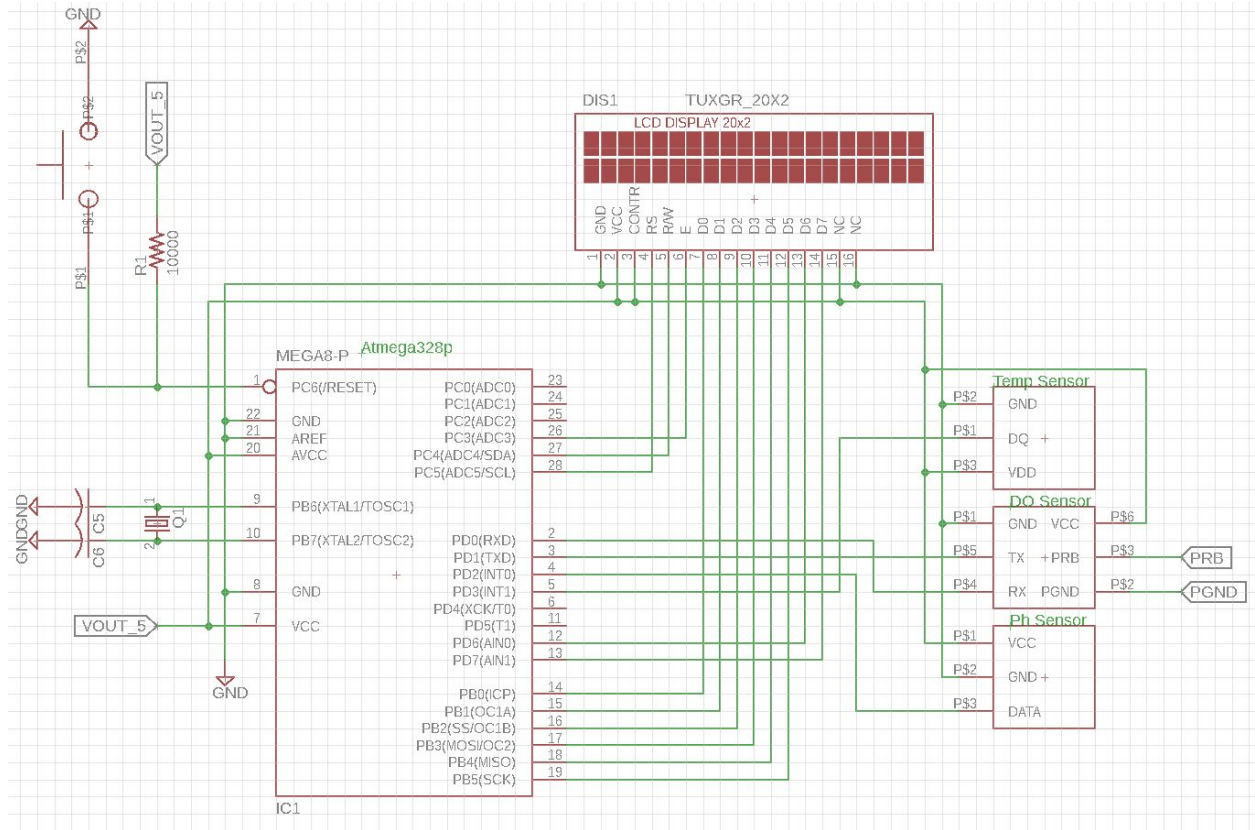 GND
P$2
P$2
P$1
P$1
VOUT_5
R1
10000
DIS1
TUXGR_20X2
LCD DISPLAY 20x2
GND
VCC
CONTR
RS
R/W
E
D0
D1
D2
D3
D4
D5
D6
D7
NC
NC
1
2
3
4
5
6
7
8
9
10
11
12
13
14
15
16
MEGA8-P
Atmega328p
1 PC6(/RESET)
22 GND
21 AREF
20 AVCC
9 PB6(XTAL1/TOSC1)
10 PB7(XTAL2/TOSC2)
8 GND
7 VCC
PC0(ADC0) 23
PC1(ADC1) 24
PC2(ADC2) 25
PC3(ADC3) 26
PC4(ADC4/SDA) 27
PC5(ADC5/SCL) 28
PD0(RXD) 2
PD1(TXD) 3
PD2(INT0) 4
PD3(INT1) 5
PD4(XCK/T0) 6
PD5(T1) 11
PD6(AIN0) 12
PD7(AIN1) 13
PB0(ICP) 14
PB1(OC1A) 15
PB2(SS/OC1B) 16
PB3(MOSI/OC2) 17
PB4(MISO) 18
PB5(SCK) 19
IC1
GND
GND
C5
C6
1
2
Q1
VOUT_5
GND
Temp Sensor
P$2 GND
P$1 DQ
P$3 VDD
DO Sensor
P$1 GND VCC P$6
P$5 TX PRB P$3
P$4 RX PGND P$2
PRB
PGND
Ph Sensor
P$1 VCC
P$2 GND
P$3 DATA